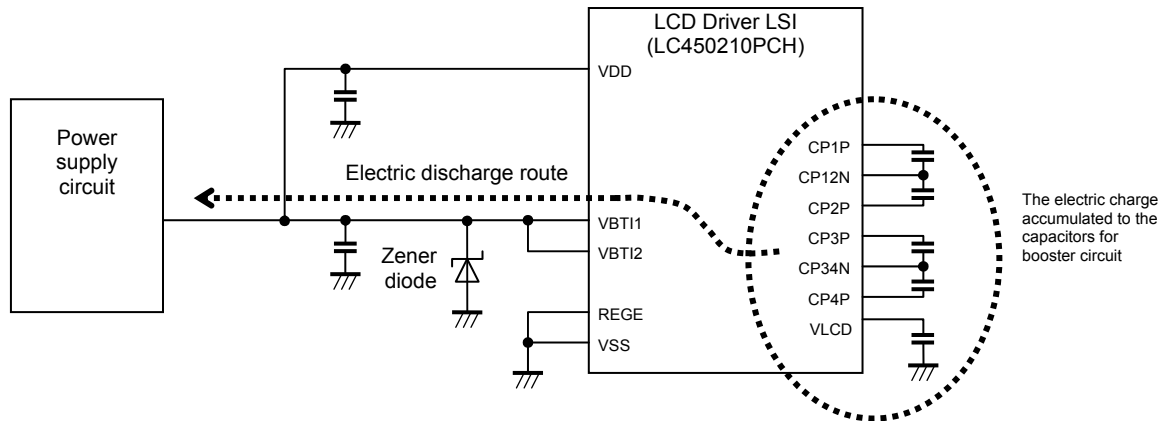 LCD Driver LSI
(LC450210PCH)
VDD
Power
supply
circuit
Electric discharge route
CP1P
CP12N
CP2P
CP3P
CP34N
CP4P
VLCD
The electric charge
accumulated to the
capacitors for
booster circuit
VBTI1
VBTI2
Zener
diode
REGE
VSS